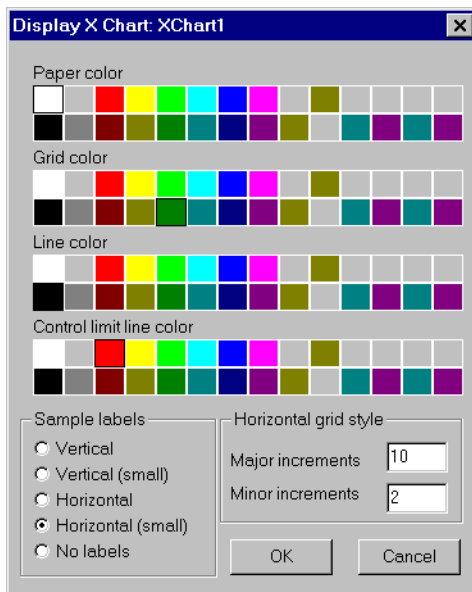 Display X Chart: XChart1
Paper color
Grid color
Line color
Control limit line color
Sample labels
Vertical
Vertical (small)
Horizontal
Horizontal (small)
No labels
Horizontal grid style
Major increments 10
Minor increments 2
OK Cancel